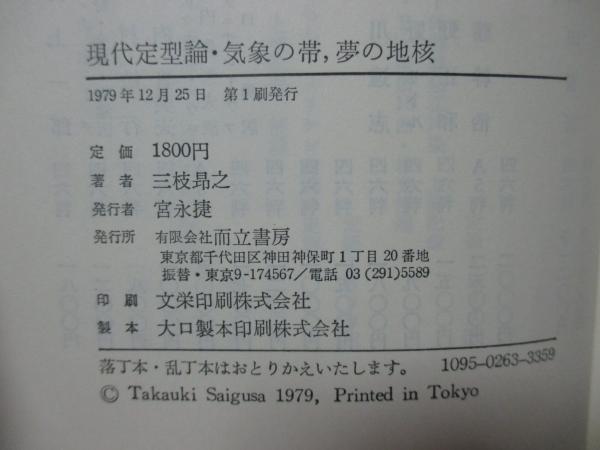 現代定型論・気象の帯，夢の地核
1979年12月25日　第1刷発行
定価　1800円
著者　三枝昻之
発行者　宮永捷
発行所　有限会社而立書房
東京都千代田区神田神保町1丁目20番地
振替・東京9-174567／電話 03 (291)5589
印刷　文栄印刷株式会社
製本　大口製本印刷株式会社
落丁本・乱丁本はおとりかえいたします。　1095-0263-3359
© Takauki Saigusa 1979, Printed in Tokyo